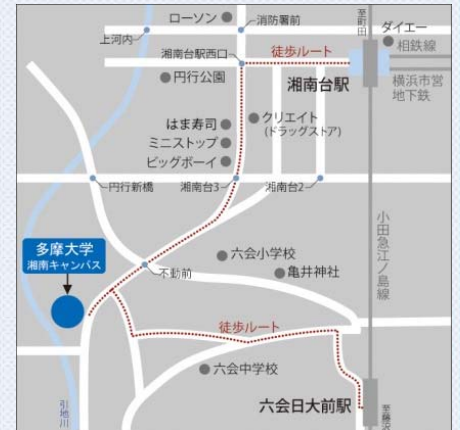 ローソン
消防署前
至町田
ダイエー
上河内
相鉄線
湘南台駅西口
徒歩ルート
円行公園
湘南台駅
横浜市営
地下鉄
はま寿司
クリエイト
(ドラッグストア)
ミニストップ
ビッグボーイ
円行新橋
湘南台3
湘南台2
小田急江ノ島線
多摩大学
湘南キャンパス
六会小学校
不動前
亀井神社
徒歩ルート
六会中学校
引地川
六会日大前駅
至藤沢